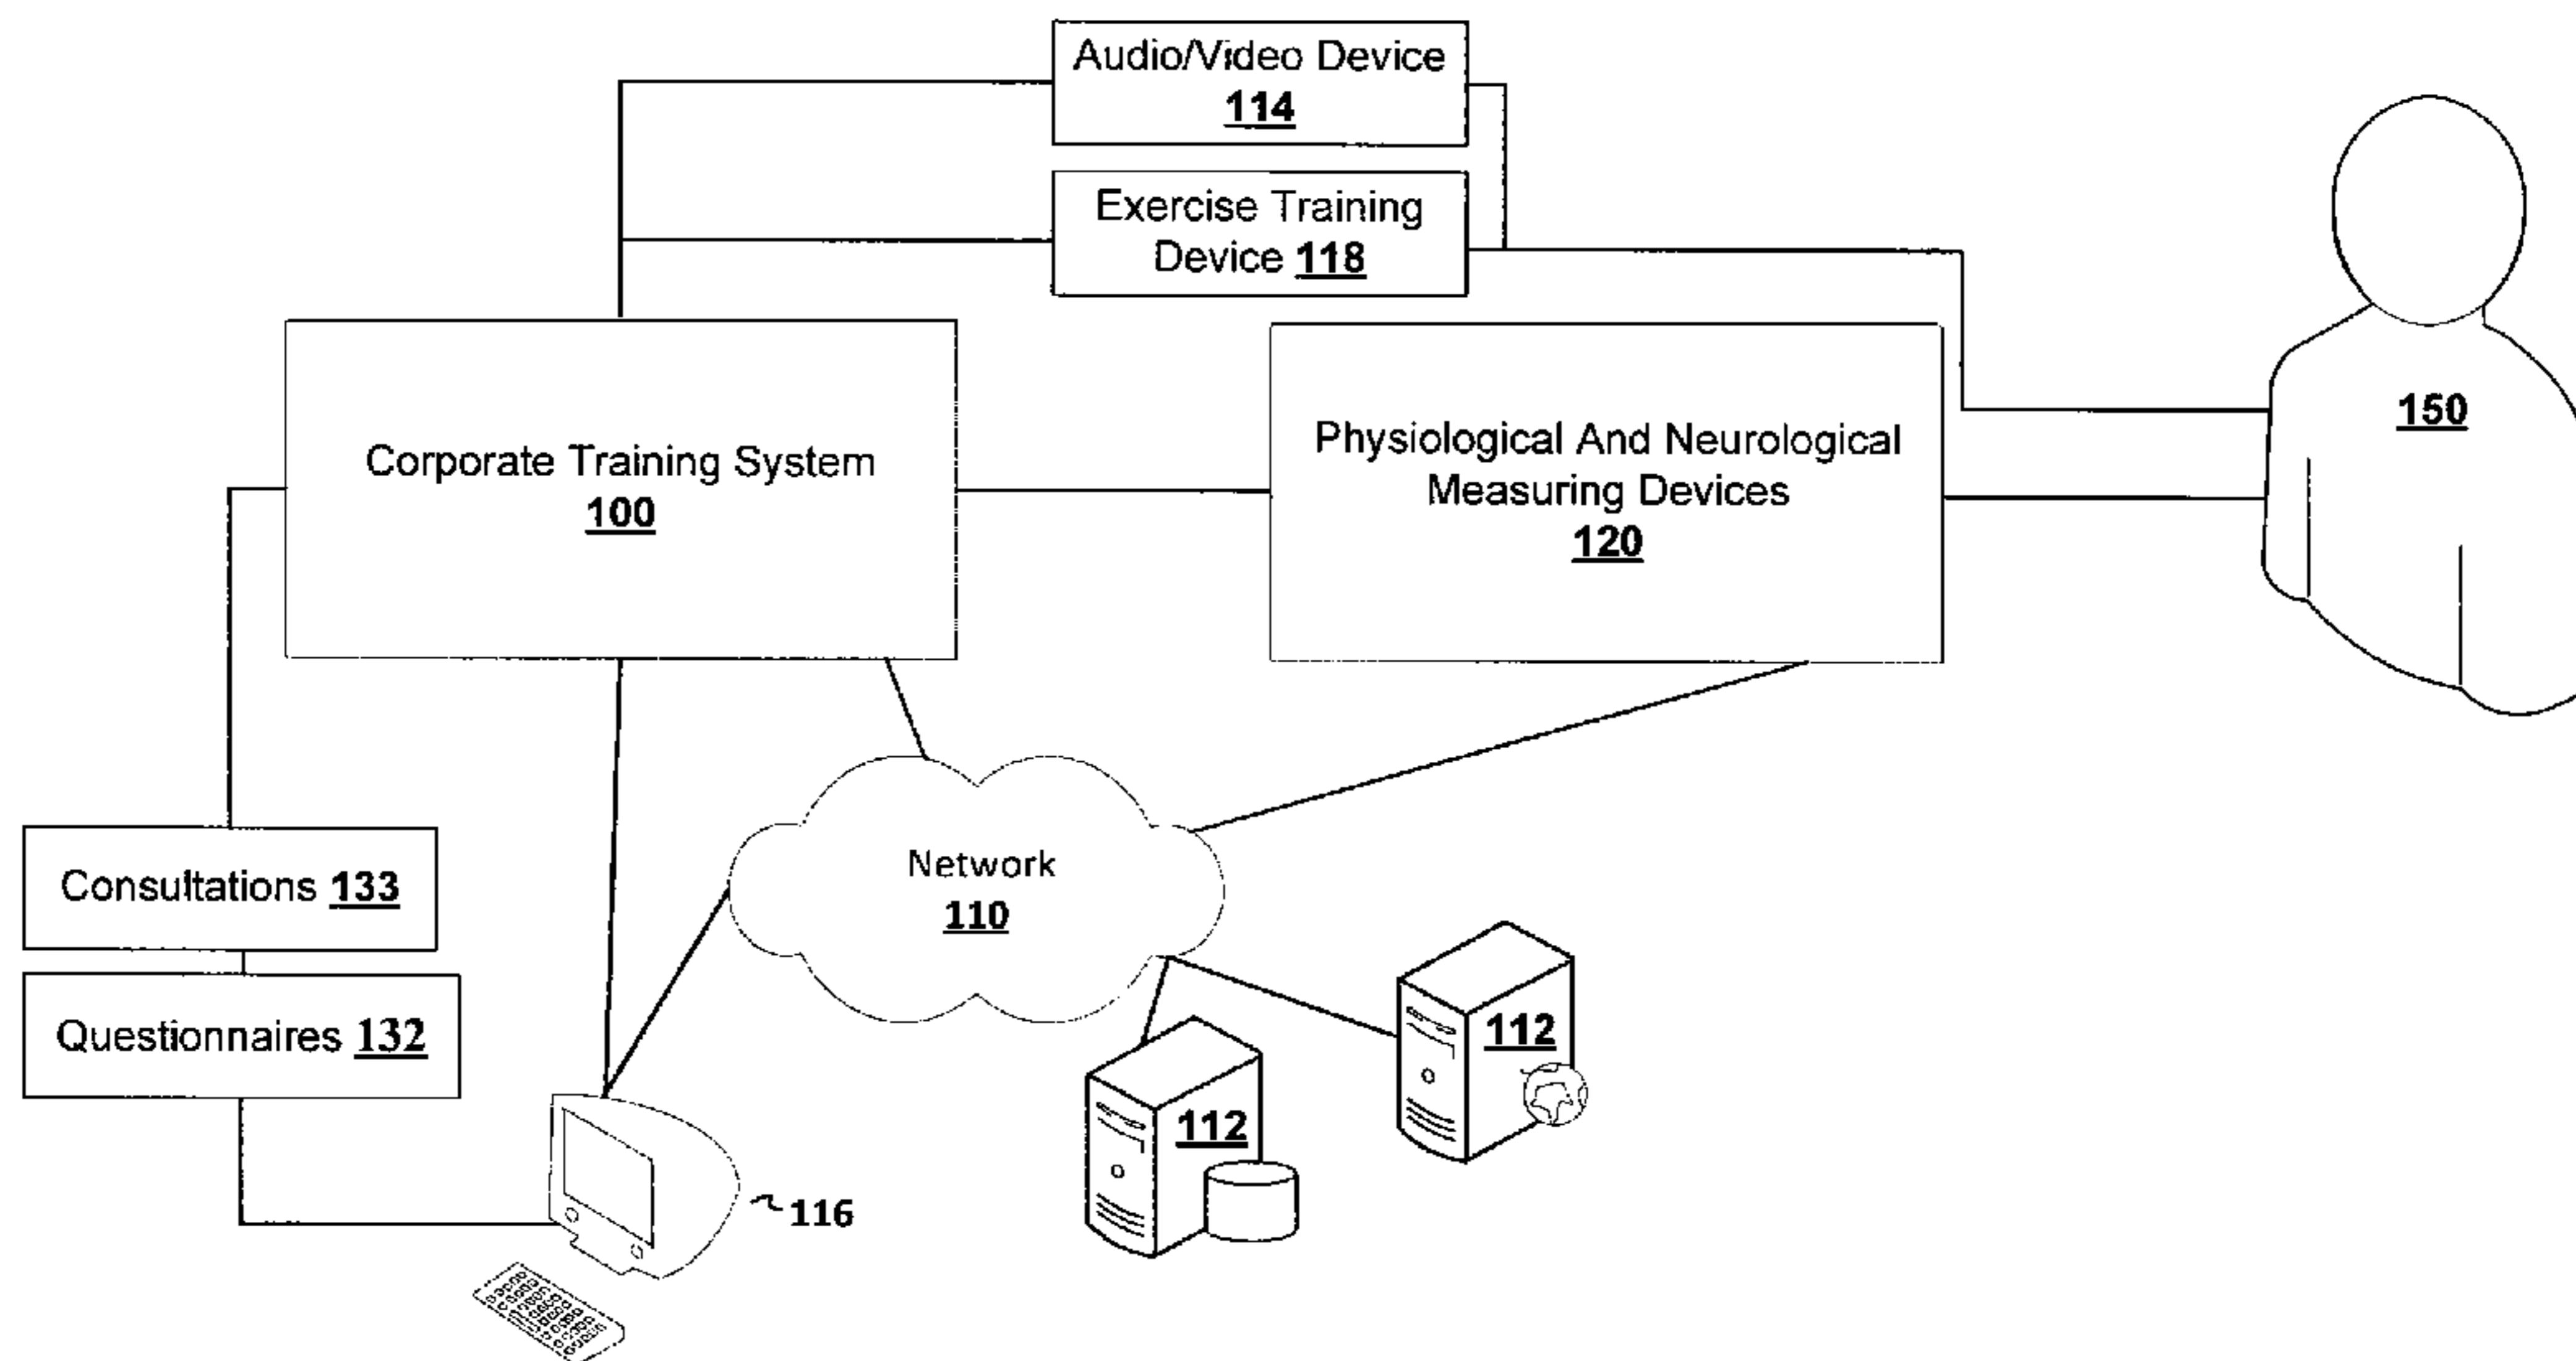 Audio/Video Device
114
Exercise Training
Device 118
150
Corporate Training System
100
Physiological And Neurological
Measuring Devices
120
Consultations 133
Network
110
Questionnaires 132
112
112
116